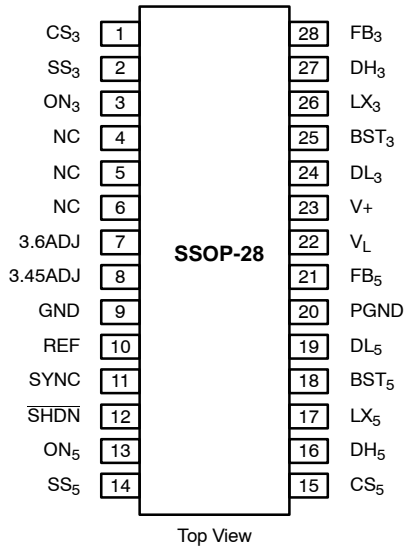 CS3 1 28 FB3
SS3 2 27 DH3
ON3 3 26 LX3
NC 4 25 BST3
NC 5 24 DL3
NC 6 23 V+
3.6ADJ 7 22 VL
SSOP-28
3.45ADJ 8 21 FB5
GND 9 20 PGND
REF 10 19 DL5
SYNC 11 18 BST5
SHDN 12 17 LX5
ON5 13 16 DH5
SS5 14 15 CS5
Top View